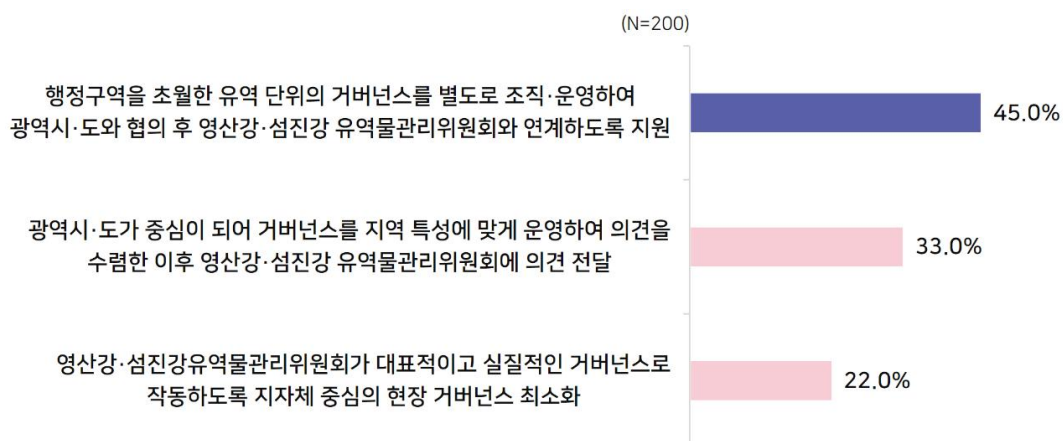 (N=200)
행정구역을 초월한 유역 단위의 거버넌스를 별도로 조직·운영하여
광역시·도와 협의 후 영산강·섬진강 유역물관리위원회와 연계하도록 지원
45.0%
광역시·도가 중심이 되어 거버넌스를 지역 특성에 맞게 운영하여 의견을
수렴한 이후 영산강·섬진강 유역물관리위원회에 의견 전달
33.0%
영산강·섬진강유역물관리위원회가 대표적이고 실질적인 거버넌스로
작동하도록 지자체 중심의 현장 거버넌스 최소화
22.0%